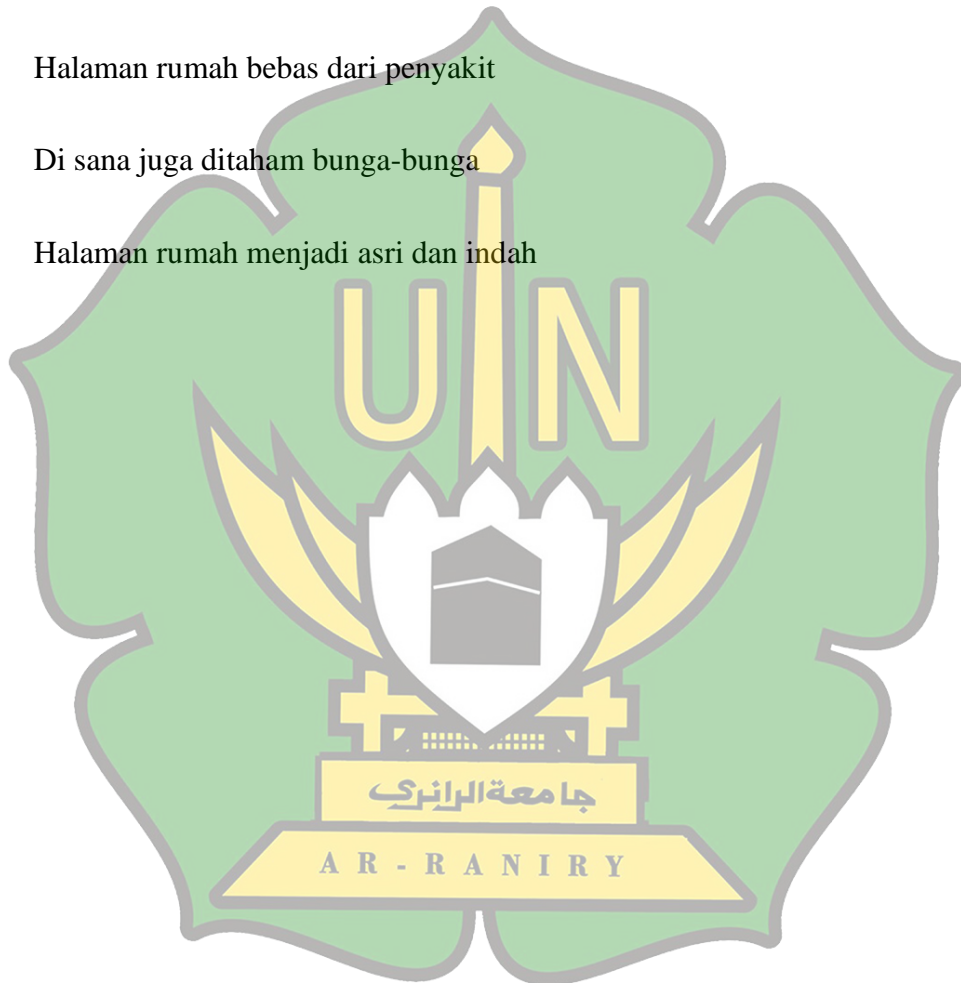 Halaman rumah bebas dari penyakit
Di sana juga ditaham bunga-bunga
Halaman rumah menjadi asri dan indah
UIN
جامعةالرانري
AR-RANIRY